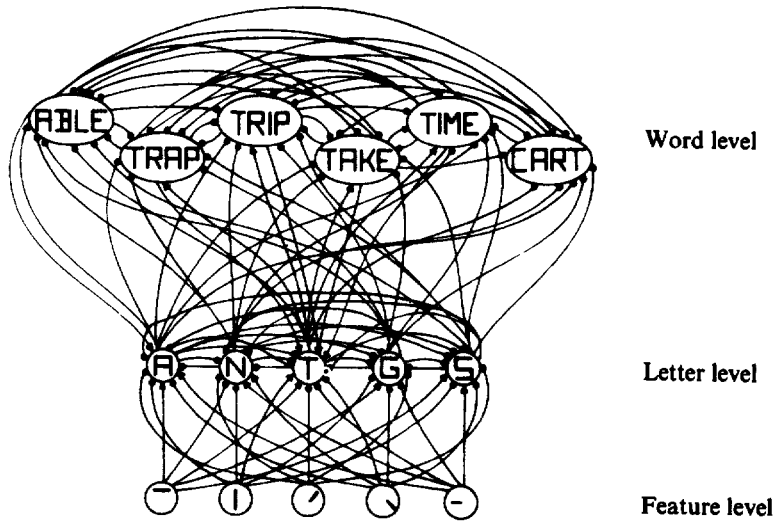 ABLE
TRIP
TIME
TRAP
TAKE
CART
Word level
A
N
T
G
S
Letter level
Feature level